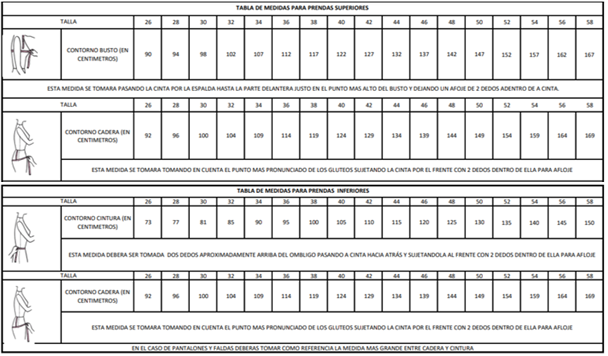 TABLA DE MEDIDAS PARA PRENDAS SUPERIORES
TALLA 26 28 30 32 34 36 38 40 42 44 46 48 50 52 54 56 58
CONTORNO BUSTO (EN CENTIMETROS) 90 94 98 102 107 112 117 122 127 132 137 142 147 152 157 162 167
ESTA MEDIDA SE TOMARA PASANDO LA CINTA POR LA ESPALDA HASTA LA PARTE DELANTERA JUSTO EN EL PUNTO MAS ALTO DEL BUSTO Y DEJANDO UN AFOJE DE 2 DEDOS ADENTRO DE A CINTA.
TALLA 26 28 30 32 34 36 38 40 42 44 46 48 50 52 54 56 58
CONTORNO CADERA (EN CENTIMETROS) 92 96 100 104 109 114 119 124 129 134 139 144 149 154 159 164 169
ESTA MEDIDA SE TOMARA TOMANDO EN CUENTA EL PUNTO MAS PRONUNCIADO DE LOS GLUTEOS SUJETANDO LA CINTA POR EL FRENTE CON 2 DEDOS DENTRO DE ELLA PARA AFLOJE
TABLA DE MEDIDAS PARA PRENDAS INFERIORES
TALLA 26 28 30 32 34 36 38 40 42 44 46 48 50 52 54 56 58
CONTORNO CINTURA (EN CENTIMETROS) 73 77 81 85 90 95 100 105 110 115 120 125 130 135 140 145 150
ESTA MEDIDA DEBERA SER TOMADA DOS DEDOS APROXIMADAMENTE ARRIBA DEL OMBLIGO PASANDO A CINTA HACIA ATRÁS Y SUJETANDOLA AL FRENTE CON 2 DEDOS DENTRO DE ELLA PARA AFLOJE
TALLA 26 28 30 32 34 36 38 40 42 44 46 48 50 52 54 56 58
CONTORNO CADERA (EN CENTIMETROS) 92 96 100 104 109 114 119 124 129 134 139 144 149 154 159 164 169
ESTA MEDIDA SE TOMARA TOMANDO EN CUENTA EL PUNTO MAS PRONUNCIADO DE LOS GLUTEOS SUJETANDO LA CINTA POR EL FRENTE CON 2 DEDOS DENTRO DE ELLA PARA AFLOJE
EN EL CASO DE PANTALONES Y FALDAS DEBERAS TOMAR COMO REFERENCIA LA MEDIDA MAS GRANDE ENTRE CADERA Y CINTURA